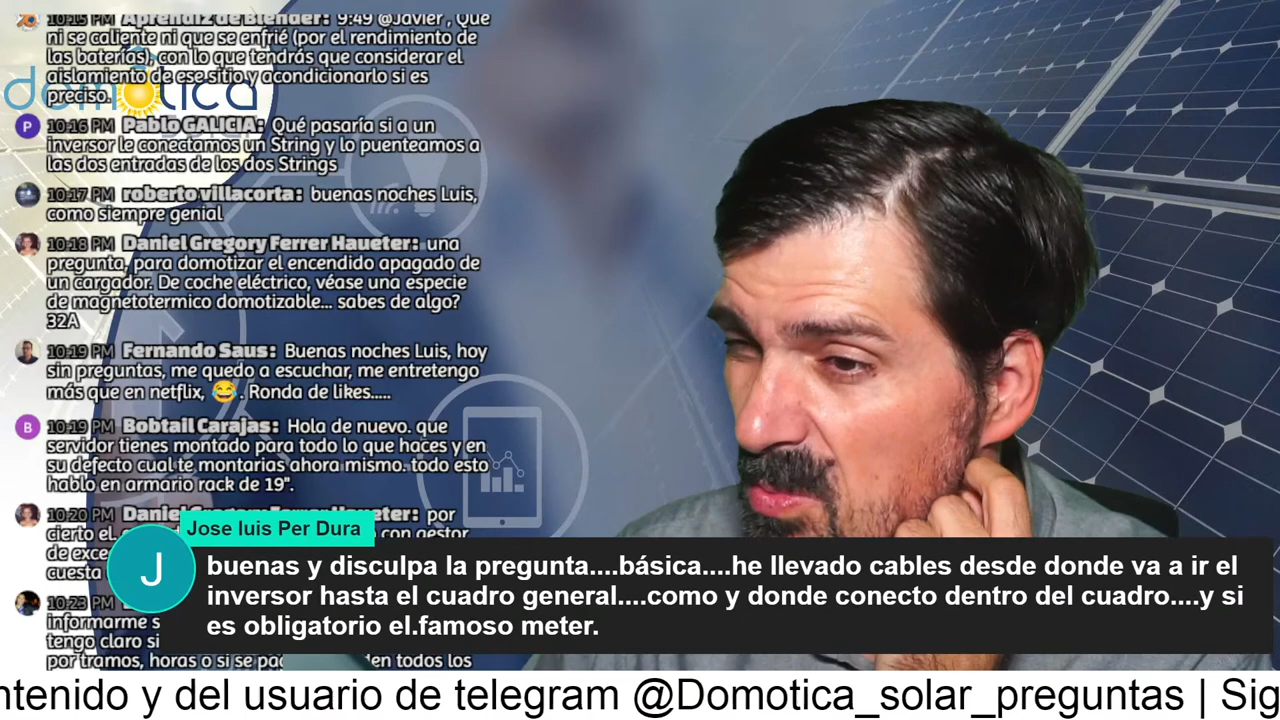 10:15 PM Aprendiz de Blender: 9:49 @Javier , Que
ni se caliente ni que se enfrié (por el rendimiento de
las baterías), con lo que tendrás que considerar el
aislamiento de ese sitio y acondicionarlo si es
preciso.
domótica
10:16 PM Pablo GALICIA: Qué pasaría si a un
inversor le conectamos un String y lo puenteamos a
las dos entradas de los dos Strings
10:17 PM roberto villacorta: buenas noches Luis,
como siempre genial
10:18 PM Daniel Gregory Ferrer Haueter: una
pregunta, para domotizar el encendido apagado de
un cargador. De coche eléctrico, véase una especie
de magnetotermico domotizable... sabes de algo?
32A
10:19 PM Fernando Saus: Buenas noches Luis, hoy
sin preguntas, me quedo a escuchar, me entretengo
más que en netflix, 😂. Ronda de likes.....
10:19 PM Bobtail Carajas: Hola de nuevo. que
servidor tienes montado para todo lo que haces y en
su defecto cual te montarias ahora mismo. todo esto
hablo en armario rack de 19".
10:20 PM Daniel Gregory Ferrer Haueter: por
cierto el
con gestor
de exce
cuesta
10:23 PM
informarme s
tengo claro si
por tramos, horas o si se pa
den todos los
Jose luis Per Dura
J
buenas y disculpa la pregunta....básica....he llevado cables desde donde va a ir el
inversor hasta el cuadro general....como y donde conecto dentro del cuadro....y si
es obligatorio el.famoso meter.
ntenido y del usuario de telegram @Domotica_solar_preguntas | Sig